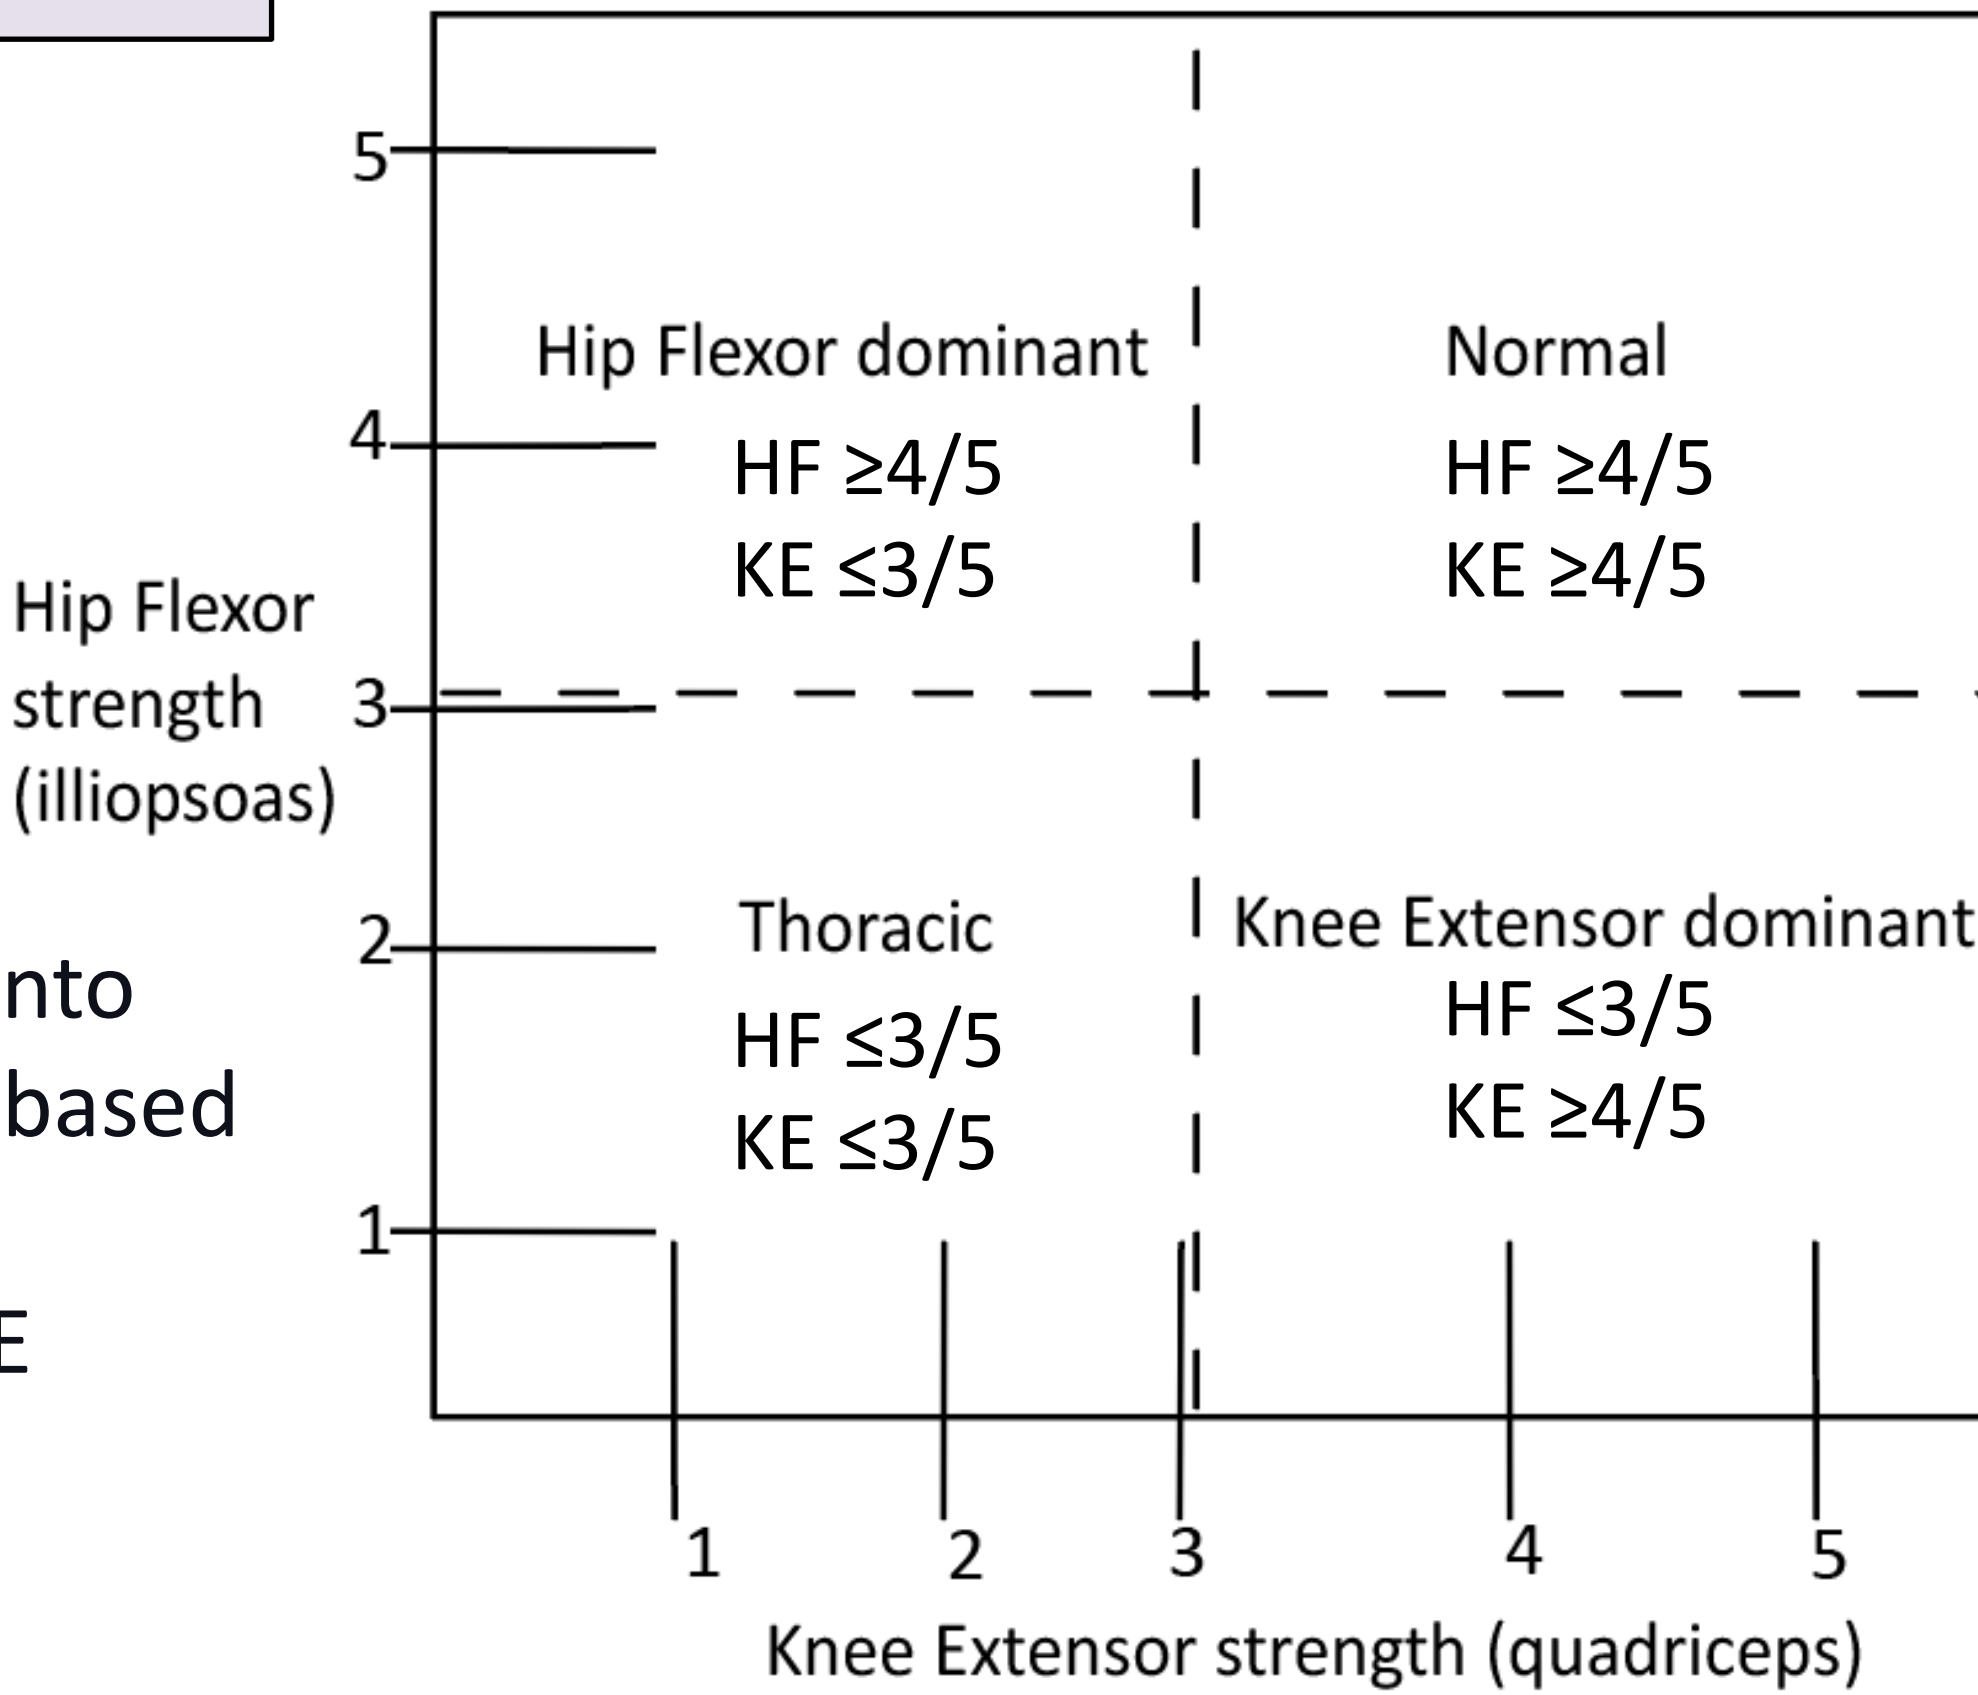 5
Hip Flexor dominant
Normal
4
HF ≥4/5
HF ≥4/5
KE ≤3/5
KE ≥4/5
Hip Flexor
strength
(illiopsoas)
3
2
Thoracic
Knee Extensor dominant
HF ≤3/5
HF ≤3/5
KE ≤3/5
KE ≥4/5
nto
based
1
E
1 2 3 4 5
Knee Extensor strength (quadriceps)